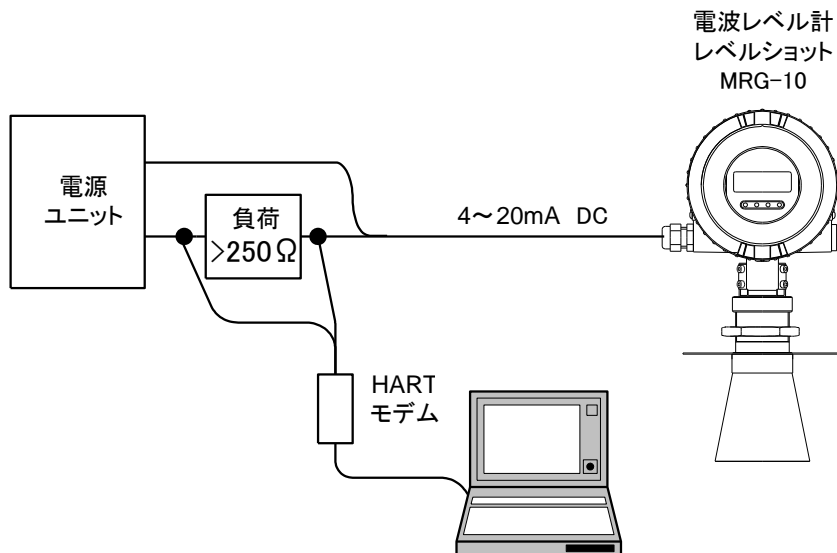 電波レベル計
レベルショット
MRG-10
電源
ユニット
負荷
>250Ω
4～20mA DC
HART
モデム